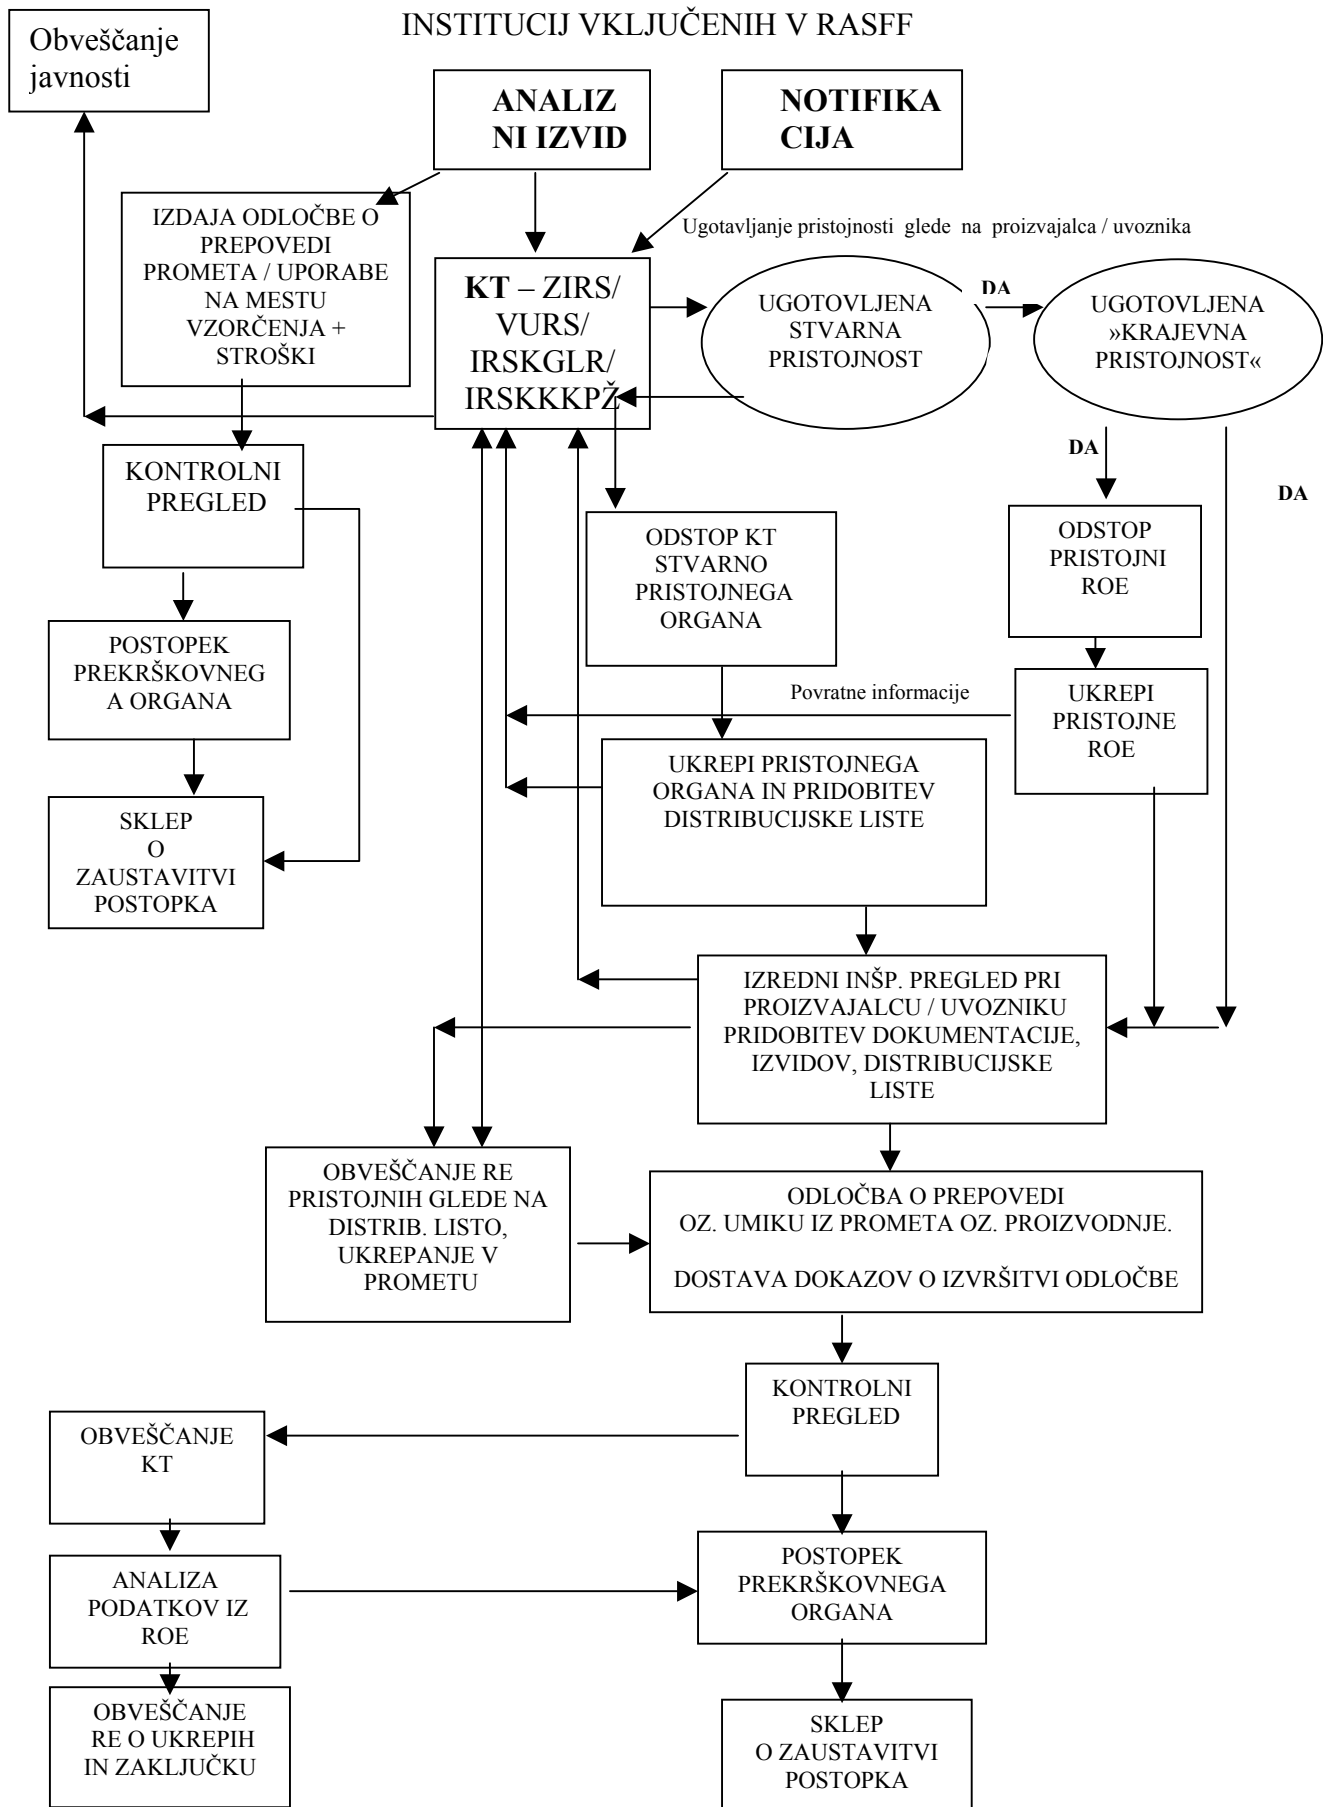 INSTITUCIJ VKLJUČENIH V RASFF
Obveščanje
javnosti
ANALIZ
NI IZVID
NOTIFIKA
CIJA
IZDAJA ODLOČBE O
PREPOVEDI
PROMETA / UPORABE
NA MESTU
VZORČENJA +
STROŠKI
Ugotavljanje pristojnosti glede na proizvajalca / uvoznika
KT – ZIRS/
VURS/
IRSKGLR/
IRSKKKPŽ
UGOTOVLJENA
STVARNA
PRISTOJNOST
DA
UGOTOVLJENA
»KRAJEVNA
PRISTOJNOST«
DA
DA
KONTROLNI
PREGLED
ODSTOP KT
STVARNO
PRISTOJNEGA
ORGANA
ODSTOP
PRISTOJNI
ROE
POSTOPEK
PREKRŠKOVNEG
A ORGANA
Povratne informacije
UKREPI
PRISTOJNE
ROE
UKREPI PRISTOJNEGA
ORGANA IN PRIDOBITEV
DISTRIBUCIJSKE LISTE
SKLEP
O
ZAUSTAVITVI
POSTOPKA
IZREDNI INŠP. PREGLED PRI
PROIZVAJALCU / UVOZNIKU
PRIDOBITEV DOKUMENTACIJE,
IZVIDOV, DISTRIBUCIJSKE
LISTE
OBVEŠČANJE RE
PRISTOJNIH GLEDE NA
DISTRIB. LISTO,
UKREPANJE V
PROMETU
ODLOČBA O PREPOVEDI
OZ. UMIKU IZ PROMETA OZ. PROIZVODNJE.
DOSTAVA DOKAZOV O IZVRŠITVI ODLOČBE
KONTROLNI
PREGLED
OBVEŠČANJE
KT
POSTOPEK
PREKRŠKOVNEGA
ORGANA
ANALIZA
PODATKOV IZ
ROE
OBVEŠČANJE
RE O UKREPIH
IN ZAKLJUČKU
SKLEP
O ZAUSTAVITVI
POSTOPKA